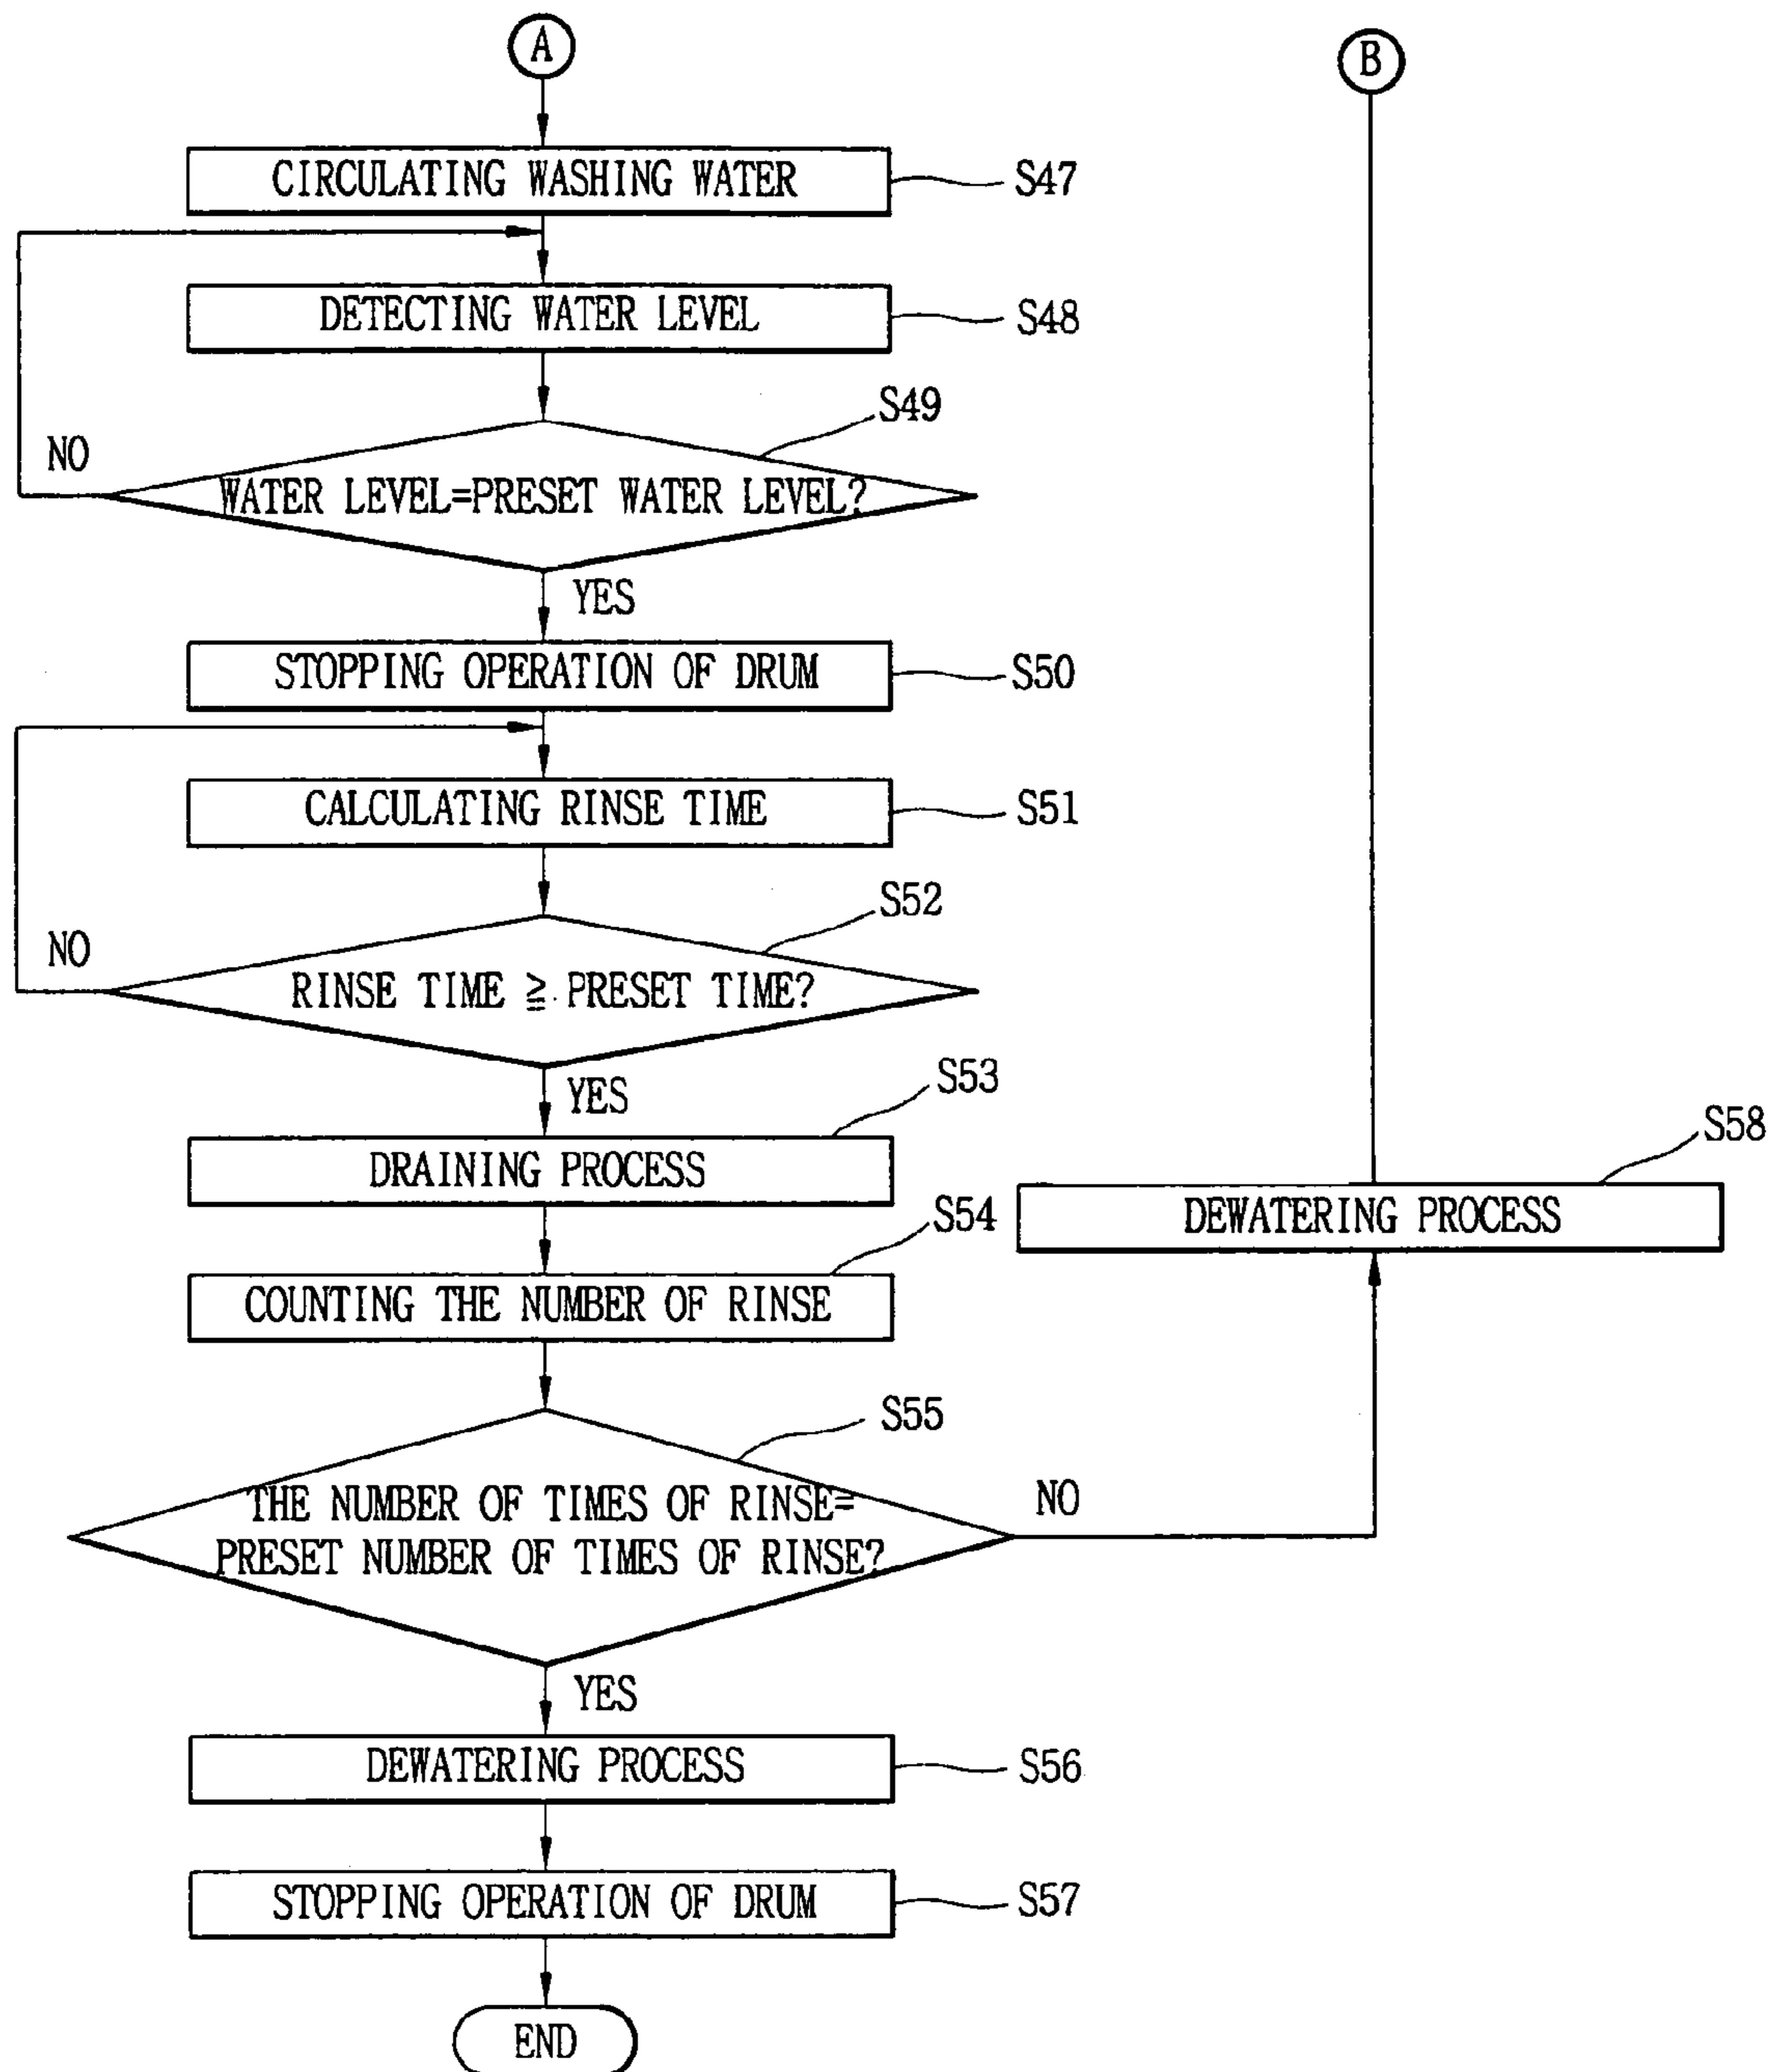 A
B
CIRCULATING WASHING WATER
S47
DETECTING WATER LEVEL
S48
S49
NO
WATER LEVEL=PRESET WATER LEVEL?
YES
STOPPING OPERATION OF DRUM
S50
CALCULATING RINSE TIME
S51
S52
NO
RINSE TIME ≧ PRESET TIME?
YES
S53
DRAINING PROCESS
S58
DEWATERING PROCESS
S54
COUNTING THE NUMBER OF RINSE
S55
THE NUMBER OF TIMES OF RINSE=
PRESET NUMBER OF TIMES OF RINSE?
NO
YES
DEWATERING PROCESS
S56
STOPPING OPERATION OF DRUM
S57
END